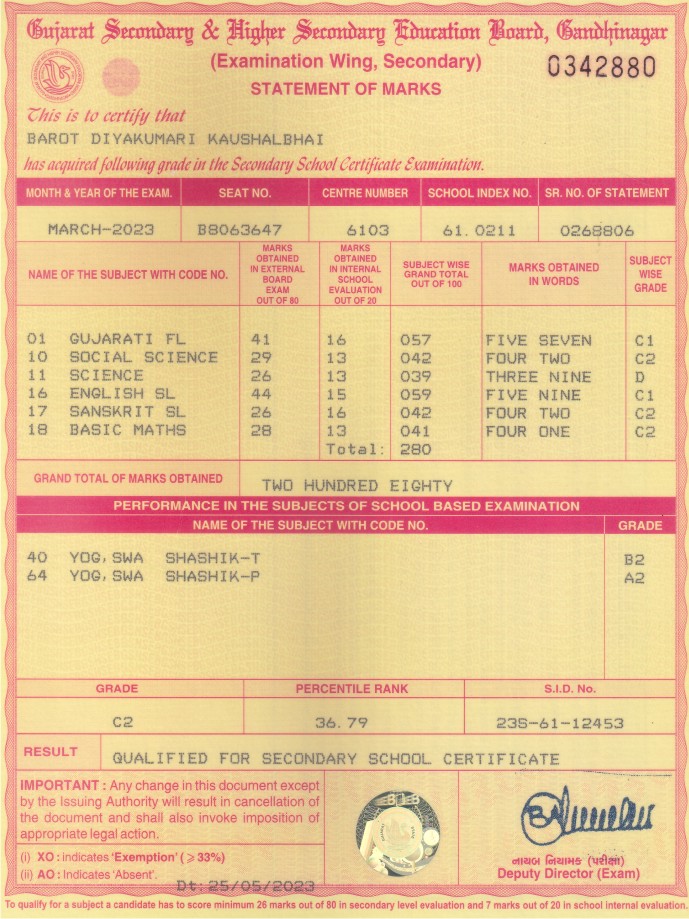 Gujarat Secondary & Higher Secondary Education Board, Gandhinagar
(Examination Wing, Secondary)
0342880
STATEMENT OF MARKS
This is to certify that
BAROT DIYAKUMARI KAUSHALBHAI
has acquired following grade in the Secondary School Certificate Examination.
MONTH & YEAR OF THE EXAM. SEAT NO. CENTRE NUMBER SCHOOL INDEX NO. SR. NO. OF STATEMENT
MARCH-2023 B8063647 6103 61.0211 0268806
NAME OF THE SUBJECT WITH CODE NO. MARKS OBTAINED IN EXTERNAL BOARD EXAM OUT OF 80 MARKS OBTAINED IN INTERNAL SCHOOL EVALUATION OUT OF 20 SUBJECT WISE GRAND TOTAL OUT OF 100 MARKS OBTAINED IN WORDS SUBJECT WISE GRADE
01 GUJARATI FL 41 16 057 FIVE SEVEN C1
10 SOCIAL SCIENCE 29 13 042 FOUR TWO C2
11 SCIENCE 26 13 039 THREE NINE D
16 ENGLISH SL 44 15 059 FIVE NINE C1
17 SANSKRIT SL 26 16 042 FOUR TWO C2
18 BASIC MATHS 28 13 041 FOUR ONE C2
Total: 280
GRAND TOTAL OF MARKS OBTAINED TWO HUNDRED EIGHTY
PERFORMANCE IN THE SUBJECTS OF SCHOOL BASED EXAMINATION
NAME OF THE SUBJECT WITH CODE NO. GRADE
40 YOG,SWA SHASHIK-T B2
64 YOG,SWA SHASHIK-P A2
GRADE PERCENTILE RANK S.I.D. No.
C2 36.79 23S-61-12453
RESULT QUALIFIED FOR SECONDARY SCHOOL CERTIFICATE
IMPORTANT : Any change in this document except
by the Issuing Authority will result in cancellation of
the document and shall also invoke imposition of
appropriate legal action.
(i) XO : indicates 'Exemption' (⩾ 33%)
(ii) AO : Indicates 'Absent'.
Dt:25/05/2023
નાયબ નિયામક (પરીક્ષા)
Deputy Director (Exam)
To qualify for a subject a candidate has to score minimum 26 marks out of 80 in secondary level evaluation and 7 marks out of 20 in school internal evaluation.